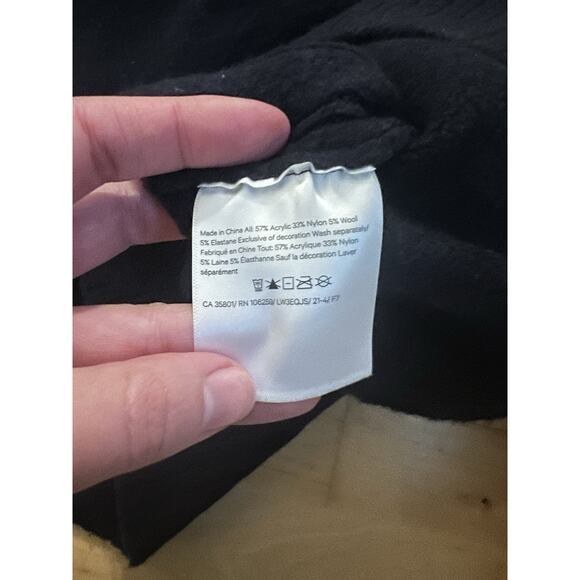 Made in China All: 57% Acrylic 33% Nylon 5% Wool
5% Elastane Exclusive of decoration Wash separately/
Fabriqué en Chine Tout: 57% Acrylique 33% Nylon
5% Laine 5% Élasthanne Sauf la décoration Laver
séparément
CA 35801/ RN 106259/ LW3EQJS/ 21-4/ F7